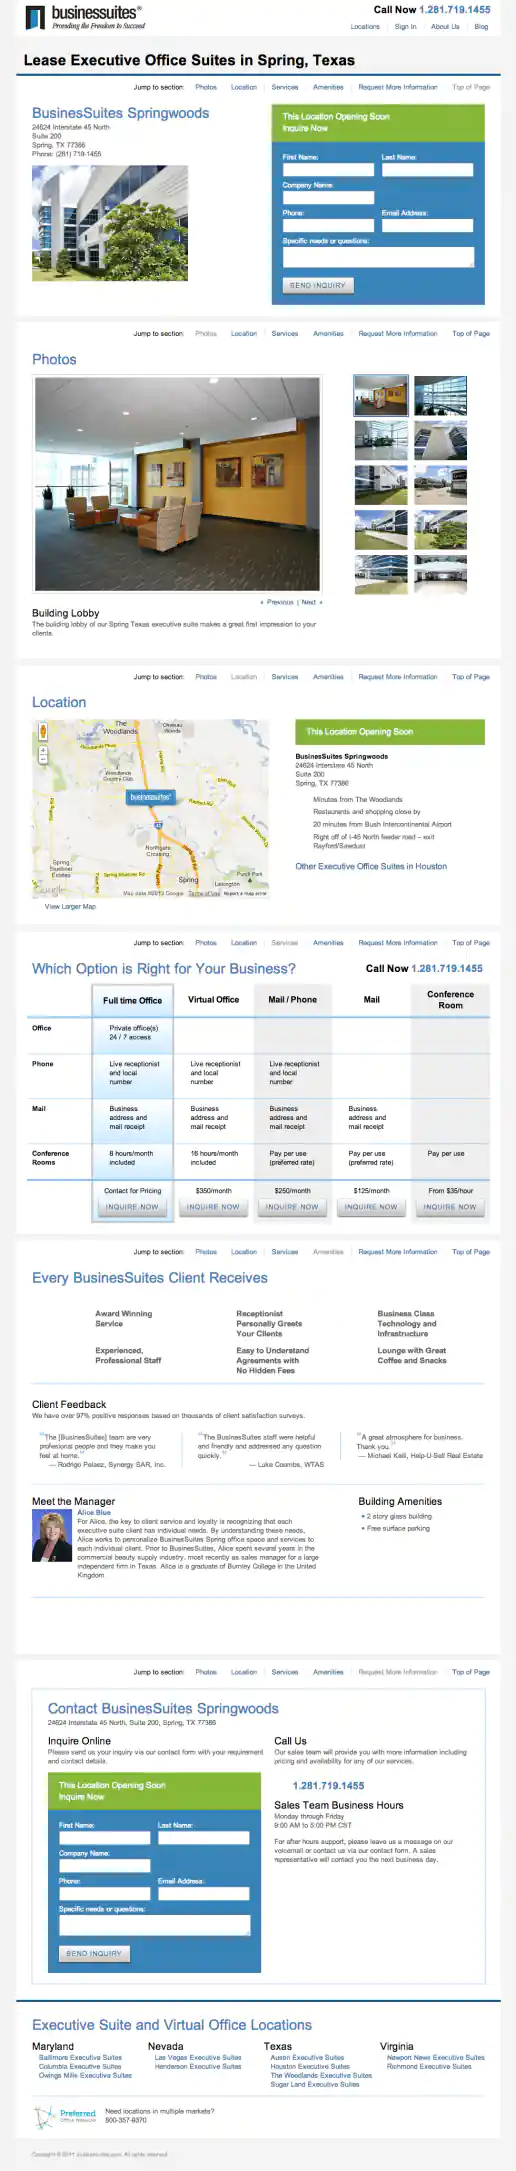 businessuites®
Providing the Freedom to Succeed
Call Now 1.281.719.1455
Locations Sign In About Us Blog
Lease Executive Office Suites in Spring, Texas
Jump to section: Photos Location Services Amenities Request More Information Top of Page
BusinesSuites Springwoods
24624 Interstate 45 North
Suite 200
Spring, TX 77386
Phone: (281) 719-1455
This Location Opening Soon
Inquire Now
First Name: Last Name:
Company Name:
Phone: Email Address:
Specific needs or questions:
SEND INQUIRY
Jump to section: Photos Location Services Amenities Request More Information Top of Page
Photos
« Previous | Next »
Building Lobby
The building lobby of our Spring Texas executive suite makes a great first impression to your
clients.
Jump to section: Photos Location Services Amenities Request More Information Top of Page
Location
The
Woodlands
Woodlands
Country Club
businessuites®
45
Northgate
Crossing
Spring
Stuebner
Estates
Spring Stuebner Rd
Spring
Lexington
Google
Map data ©2013 Google Terms of Use Report a map error
View Larger Map
This Location Opening Soon
BusinesSuites Springwoods
24624 Interstate 45 North
Suite 200
Spring, TX 77386
Minutes from The Woodlands
Restaurants and shopping close by
20 minutes from Bush Intercontinental Airport
Right off of I-45 North feeder road – exit
Rayford/Sawdust
Other Executive Office Suites in Houston
Jump to section: Photos Location Services Amenities Request More Information Top of Page
Which Option is Right for Your Business?
Call Now 1.281.719.1455
Full time Office Virtual Office Mail / Phone Mail Conference Room
Office Private office(s) 24 / 7 access
Phone Live receptionist and local number Live receptionist and local number Live receptionist and local number
Mail Business address and mail receipt Business address and mail receipt Business address and mail receipt Business address and mail receipt
Conference Rooms 8 hours/month included 16 hours/month included Pay per use (preferred rate) Pay per use (preferred rate) Pay per use
Contact for Pricing $350/month $250/month $125/month From $35/hour
INQUIRE NOW INQUIRE NOW INQUIRE NOW INQUIRE NOW INQUIRE NOW
Jump to section: Photos Location Services Amenities Request More Information Top of Page
Every BusinesSuites Client Receives
Award Winning Service
Receptionist Personally Greets Your Clients
Business Class Technology and Infrastructure
Experienced, Professional Staff
Easy to Understand Agreements with No Hidden Fees
Lounge with Great Coffee and Snacks
Client Feedback
We have over 97% positive responses based on thousands of client satisfaction surveys.
"The [BusinesSuites] team are very
profesional people and they make you
feel at home."
— Rodrigo Pelaez, Synergy SAR, Inc.
"The BusinesSuites staff were helpful
and friendly and addressed any question
quickly."
— Luke Coombs, WTAS
"A great atmosphere for business.
Thank you."
— Michael Keili, Help-U-Sell Real Estate
Meet the Manager
Alice Blue
For Alice, the key to client service and loyalty is recognizing that each
executive suite client has individual needs. By understanding these needs,
Alice works to personalize BusinesSuites Spring office space and services to
each individual client. Prior to BusinesSuites, Alice spent several years in the
commercial beauty supply industry, most recently as sales manager for a large
independent firm in Texas. Alice is a graduate of Burnley College in the United
Kingdom
Building Amenities
• 2 story glass building
• Free surface parking
Jump to section: Photos Location Services Amenities Request More Information Top of Page
Contact BusinesSuites Springwoods
24624 Interstate 45 North, Suite 200, Spring, TX 77386
Inquire Online
Please send us your inquiry via our contact form with your requirement
and contact details.
This Location Opening Soon
Inquire Now
First Name: Last Name:
Company Name:
Phone: Email Address:
Specific needs or questions:
SEND INQUIRY
Call Us
Our sales team will provide you with more information including
pricing and availability for any of our services.
1.281.719.1455
Sales Team Business Hours
Monday through Friday
9:00 AM to 5:00 PM CST
For after hours support, please leave us a message on our
voicemail or contact us via our contact form. A sales
representative will contact you the next business day.
Executive Suite and Virtual Office Locations
Maryland
Baltimore Executive Suites
Columbia Executive Suites
Owings Mills Executive Suites
Nevada
Las Vegas Executive Suites
Henderson Executive Suites
Texas
Austin Executive Suites
Houston Executive Suites
The Woodlands Executive Suites
Sugar Land Executive Suites
Virginia
Newport News Executive Suites
Richmond Executive Suites
Preferred
Office Network
Need locations in multiple markets?
800-357-9370
All rights reserved.